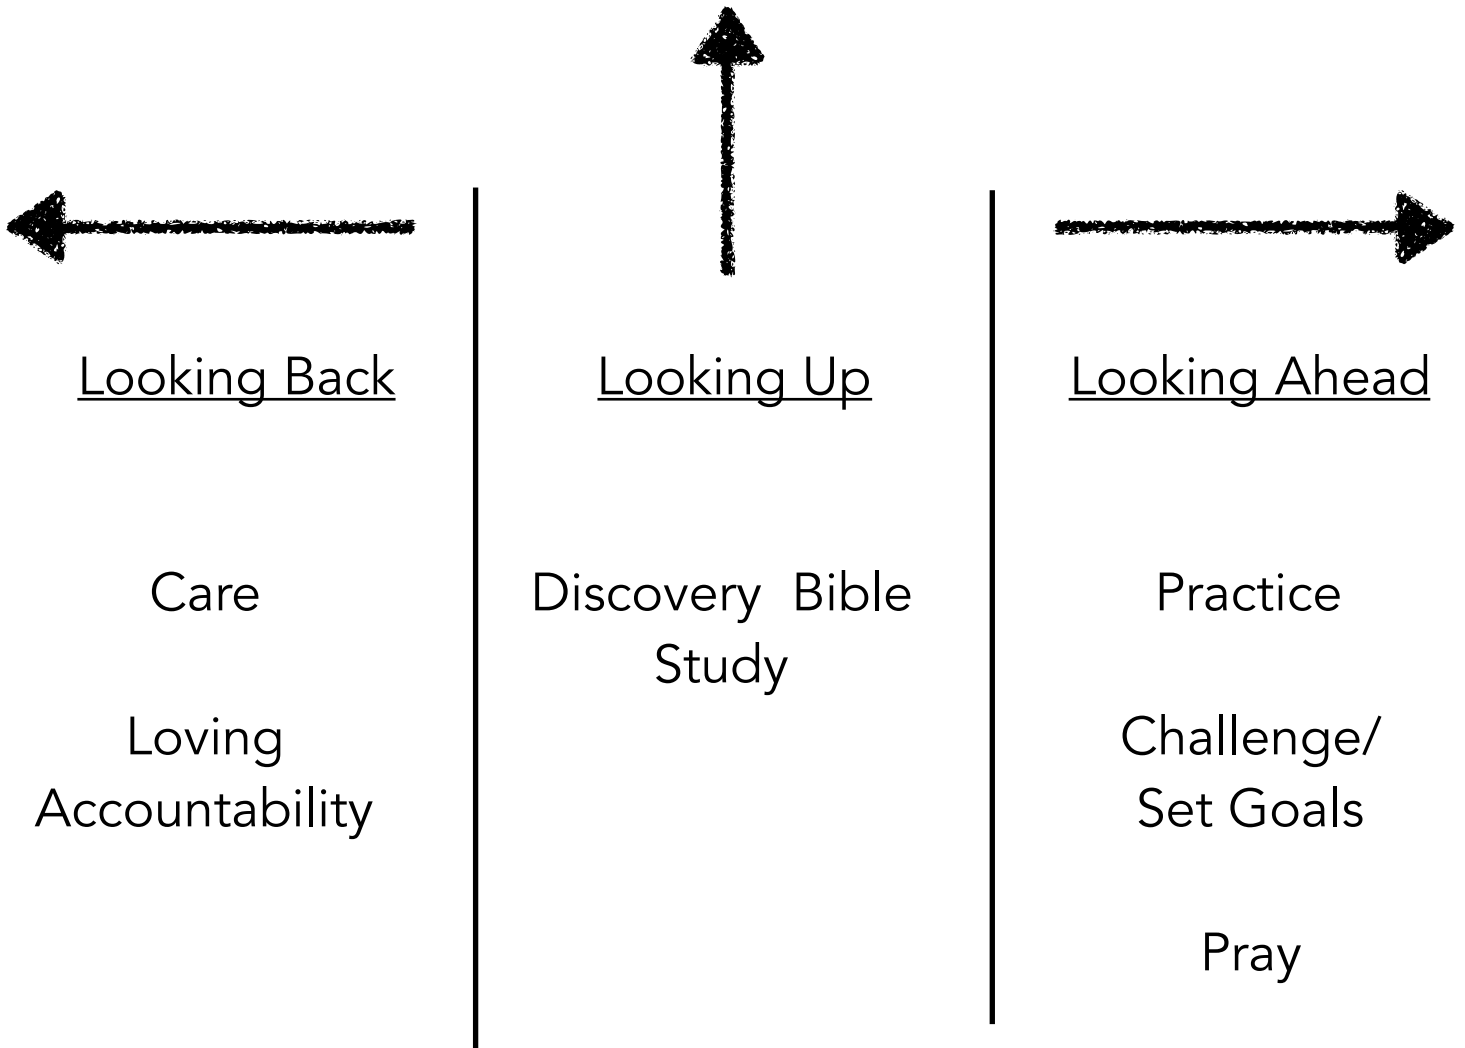 Looking Back
Care
Loving
Accountability
Looking Up
Discovery Bible
Study
Looking Ahead
Practice
Challenge/
Set Goals
Pray